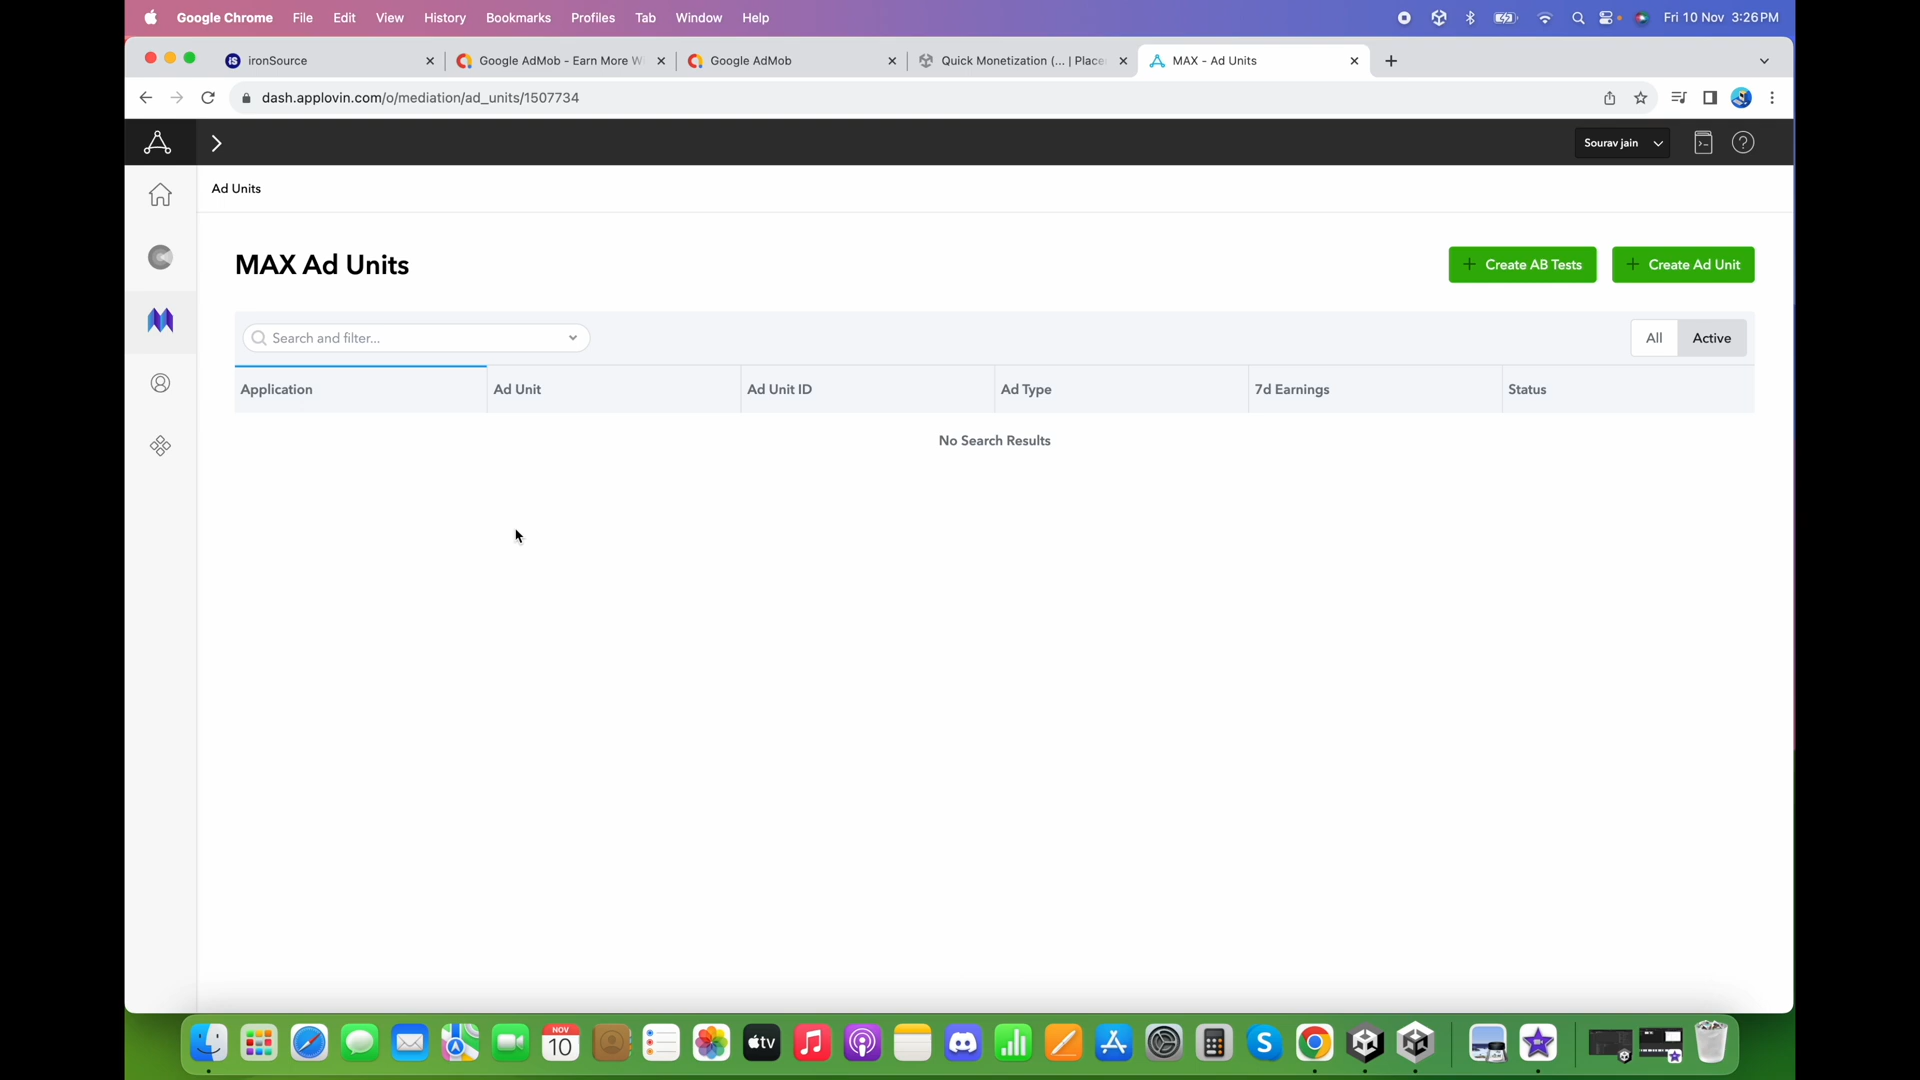 Google Chrome File Edit View History Bookmarks Profiles Tab Window Help Fri 10 Nov 3:26 PM
ironSource Google AdMob - Earn More W Google AdMob Quick Monetization (... | Place MAX - Ad Units
dash.applovin.com/o/mediation/ad_units/1507734
Sourav jain
Ad Units
MAX Ad Units
+ Create AB Tests + Create Ad Unit
Search and filter...
All Active
Application Ad Unit Ad Unit ID Ad Type 7d Earnings Status
No Search Results
NOV
10
tv